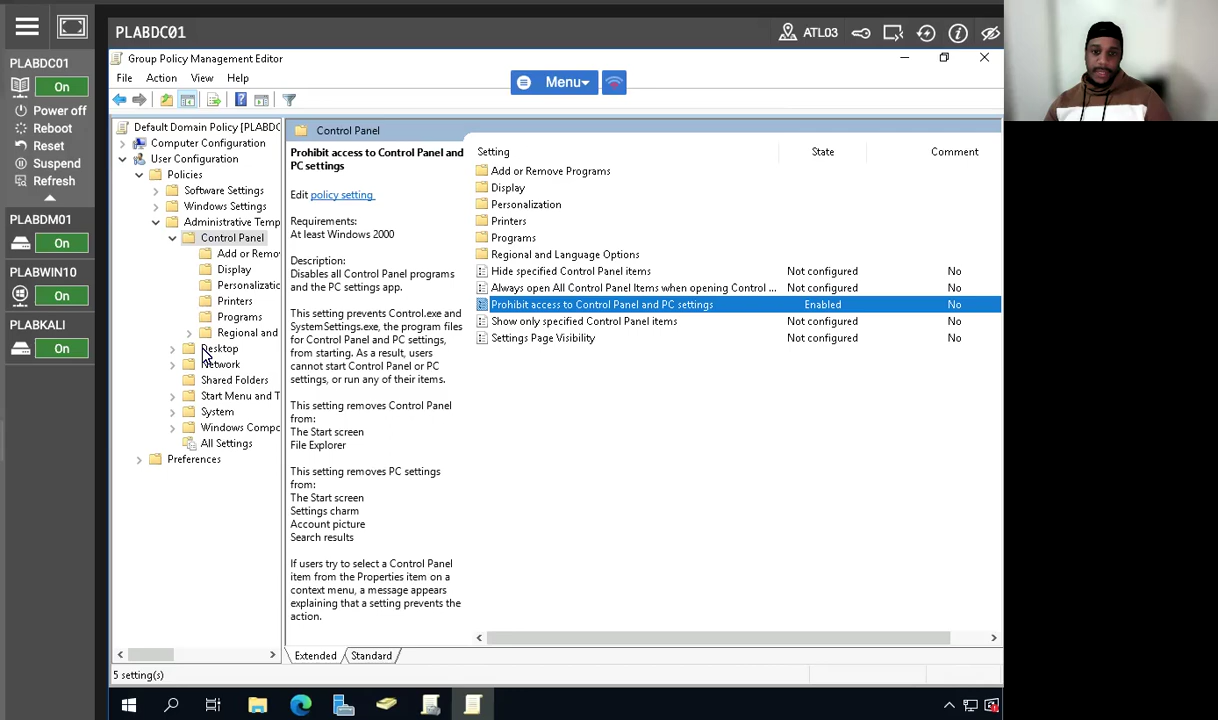 PLABDC01
ATL03
PLABDC01
On
Power off
Reboot
Reset
Suspend
Refresh
PLABDM01
On
PLABWIN10
On
PLABKALI
On
Group Policy Management Editor
File Action View Help
Menu
Default Domain Policy [PLABDC
Computer Configuration
User Configuration
Policies
Software Settings
Windows Settings
Administrative Temp
Control Panel
Add or Remo
Display
Personalizatic
Printers
Programs
Regional and
Desktop
Network
Shared Folders
Start Menu and T
System
Windows Compo
All Settings
Preferences
Control Panel
Prohibit access to Control Panel and
PC settings
Edit policy setting
Requirements:
At least Windows 2000
Description:
Disables all Control Panel programs
and the PC settings app.
This setting prevents Control.exe and
SystemSettings.exe, the program files
for Control Panel and PC settings,
from starting. As a result, users
cannot start Control Panel or PC
settings, or run any of their items.
This setting removes Control Panel
from:
The Start screen
File Explorer
This setting removes PC settings
from:
The Start screen
Settings charm
Account picture
Search results
If users try to select a Control Panel
item from the Properties item on a
context menu, a message appears
explaining that a setting prevents the
action.
Setting State Comment
Add or Remove Programs
Display
Personalization
Printers
Programs
Regional and Language Options
Hide specified Control Panel items Not configured No
Always open All Control Panel Items when opening Control ... Not configured No
Prohibit access to Control Panel and PC settings Enabled No
Show only specified Control Panel items Not configured No
Settings Page Visibility Not configured No
Extended Standard
5 setting(s)